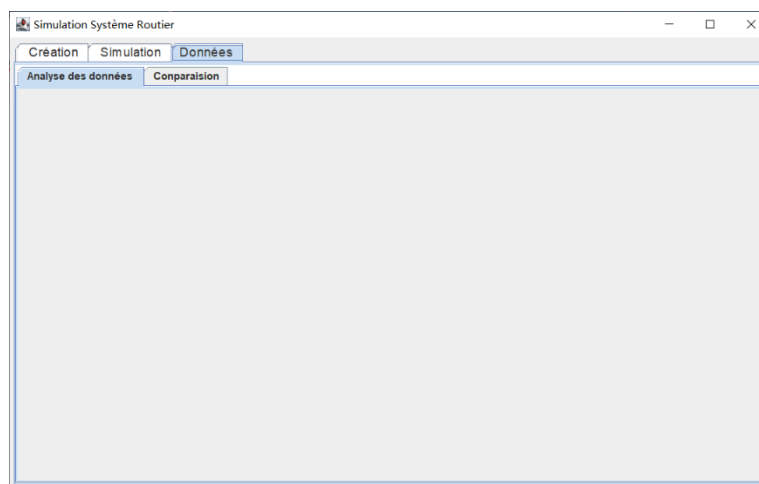 Simulation Système Routier
Création Simulation Données
Analyse des données Conparaision